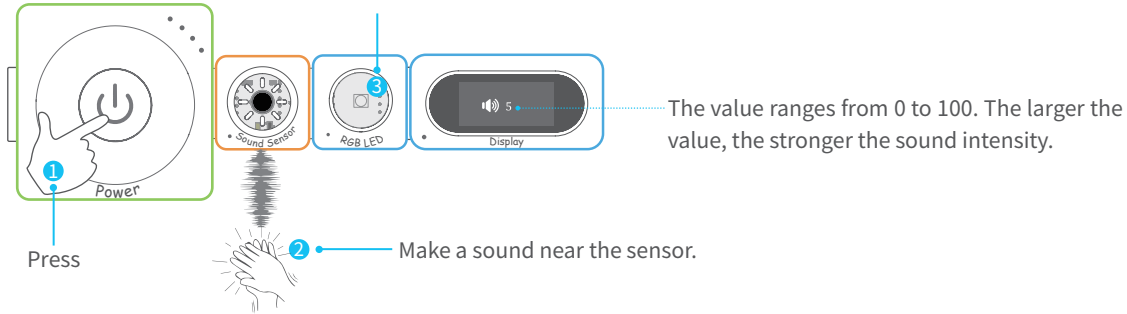 3
5
The value ranges from 0 to 100. The larger the
value, the stronger the sound intensity.
Sound Sensor
RGB LED
Display
1
Power
2
Make a sound near the sensor.
Press